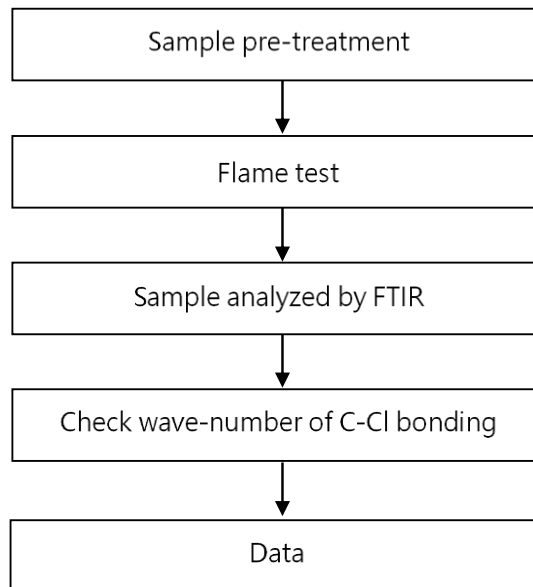 Sample pre-treatment
Flame test
Sample analyzed by FTIR
Check wave-number of C-Cl bonding
Data